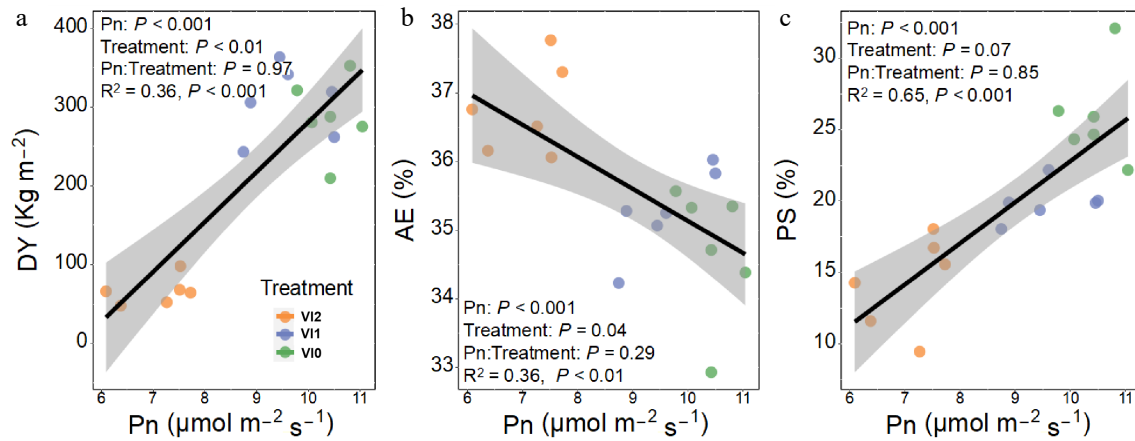 a
Pn: P < 0.001
Treatment: P < 0.01
Pn:Treatment: P = 0.97
R² = 0.36, P < 0.001
DY (Kg m⁻²)
400
300
200
100
0
Treatment
VI2
VI1
VI0
6 7 8 9 10 11
Pn (μmol m⁻² s⁻¹)
b
AE (%)
38
37
36
35
34
33
Pn: P < 0.001
Treatment: P = 0.04
Pn:Treatment: P = 0.29
R² = 0.36, P < 0.01
6 7 8 9 10 11
Pn (μmol m⁻² s⁻¹)
c
Pn: P < 0.001
Treatment: P = 0.07
Pn:Treatment: P = 0.85
R² = 0.65, P < 0.001
PS (%)
30
25
20
15
10
6 7 8 9 10 11
Pn (μmol m⁻² s⁻¹)